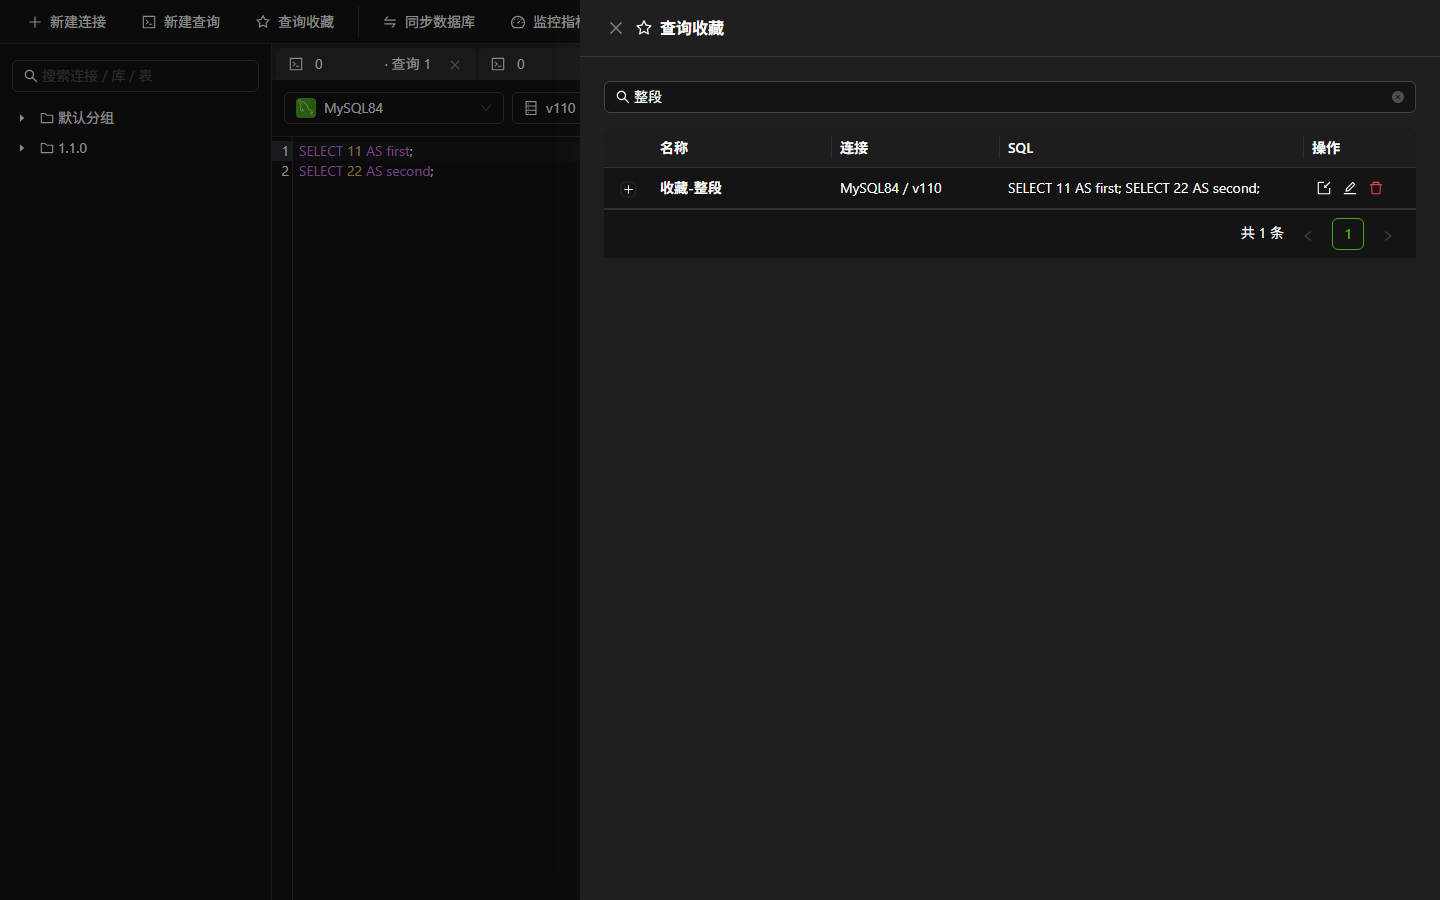 新建连接 新建查询 查询收藏 同步数据库 监控指标
搜索连接 / 库 / 表
默认分组
1.1.0
0 · 查询 1 0
MySQL84 v110
1 SELECT 11 AS first;
2 SELECT 22 AS second;
查询收藏
整段
名称 连接 SQL 操作
收藏-整段 MySQL84 / v110 SELECT 11 AS first; SELECT 22 AS second;
共 1 条 1